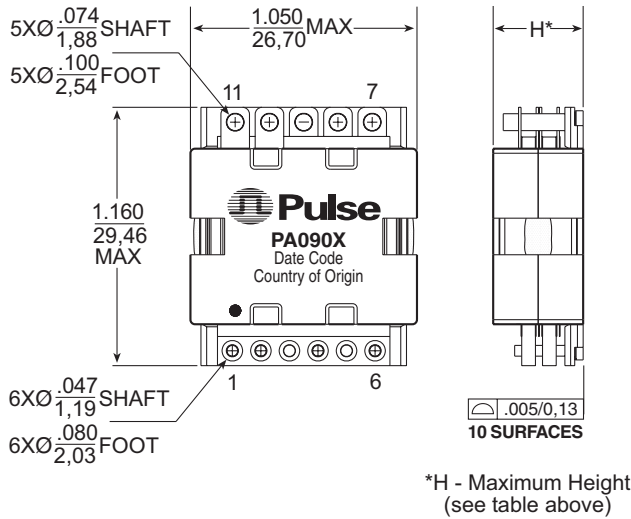 5XØ .074/1,88 SHAFT
5XØ .100/2,54 FOOT
1.050/26,70 MAX
H*
11
7
1.160/29,46 MAX
Pulse
PA090X
Date Code
Country of Origin
1
6
6XØ .047/1,19 SHAFT
6XØ .080/2,03 FOOT
.005/0,13
10 SURFACES
*H - Maximum Height
(see table above)